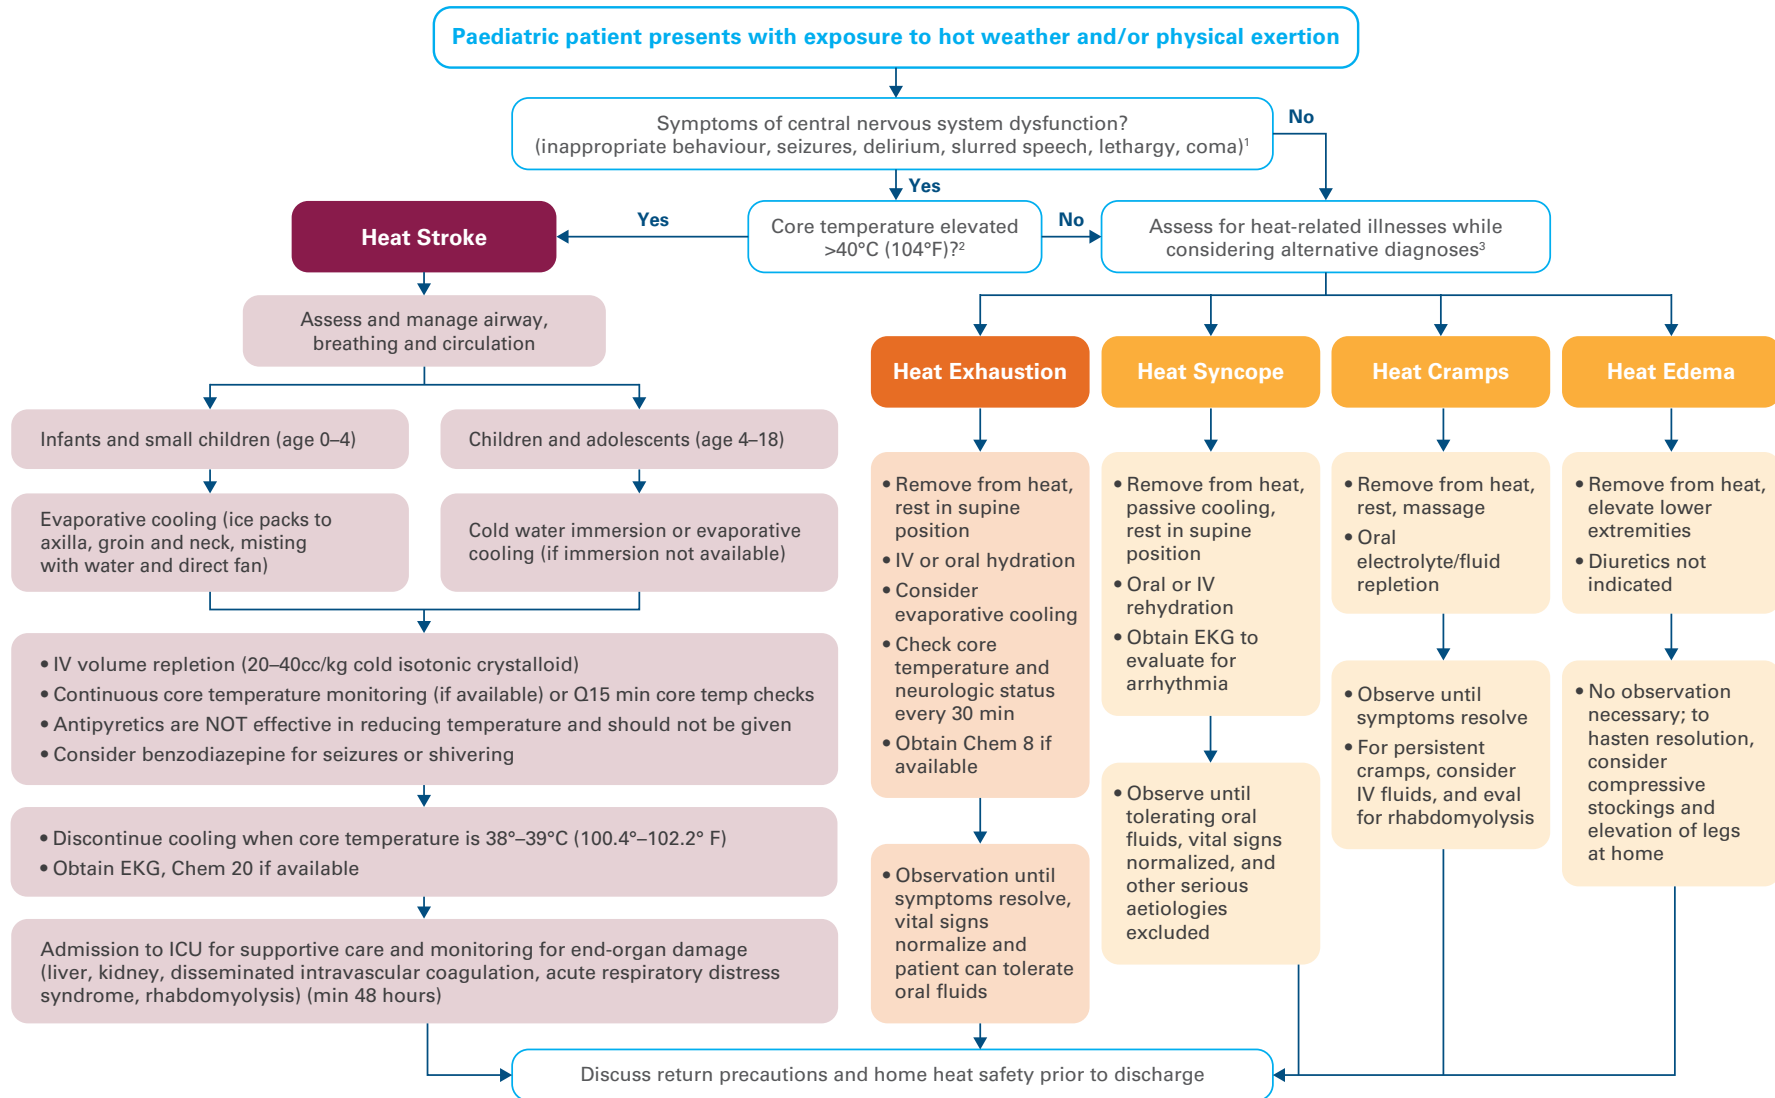 Paediatric patient presents with exposure to hot weather and/or physical exertion
Symptoms of central nervous system dysfunction?
(inappropriate behaviour, seizures, delirium, slurred speech, lethargy, coma)¹
No
Yes
Heat Stroke
Yes
Core temperature elevated
>40°C (104°F)?²
No
Assess for heat-related illnesses while
considering alternative diagnoses³
Assess and manage airway,
breathing and circulation
Infants and small children (age 0–4)
Children and adolescents (age 4–18)
Evaporative cooling (ice packs to
axilla, groin and neck, misting
with water and direct fan)
Cold water immersion or evaporative
cooling (if immersion not available)
• IV volume repletion (20–40cc/kg cold isotonic crystalloid)
• Continuous core temperature monitoring (if available) or Q15 min core temp checks
• Antipyretics are NOT effective in reducing temperature and should not be given
• Consider benzodiazepine for seizures or shivering
• Discontinue cooling when core temperature is 38°–39°C (100.4°–102.2° F)
• Obtain EKG, Chem 20 if available
Admission to ICU for supportive care and monitoring for end-organ damage
(liver, kidney, disseminated intravascular coagulation, acute respiratory distress
syndrome, rhabdomyolysis) (min 48 hours)
Heat Exhaustion
• Remove from heat,
rest in supine
position
• IV or oral hydration
• Consider
evaporative cooling
• Check core
temperature and
neurologic status
every 30 min
• Obtain Chem 8 if
available
• Observation until
symptoms resolve,
vital signs
normalize and
patient can tolerate
oral fluids
Heat Syncope
• Remove from heat,
passive cooling,
rest in supine
position
• Oral or IV
rehydration
• Obtain EKG to
evaluate for
arrhythmia
• Observe until
tolerating oral
fluids, vital signs
normalized, and
other serious
aetiologies
excluded
Heat Cramps
• Remove from heat,
rest, massage
• Oral
electrolyte/fluid
repletion
• Observe until
symptoms resolve
• For persistent
cramps, consider
IV fluids, and eval
for rhabdomyolysis
Heat Edema
• Remove from heat,
elevate lower
extremities
• Diuretics not
indicated
• No observation
necessary; to
hasten resolution,
consider
compressive
stockings and
elevation of legs
at home
Discuss return precautions and home heat safety prior to discharge